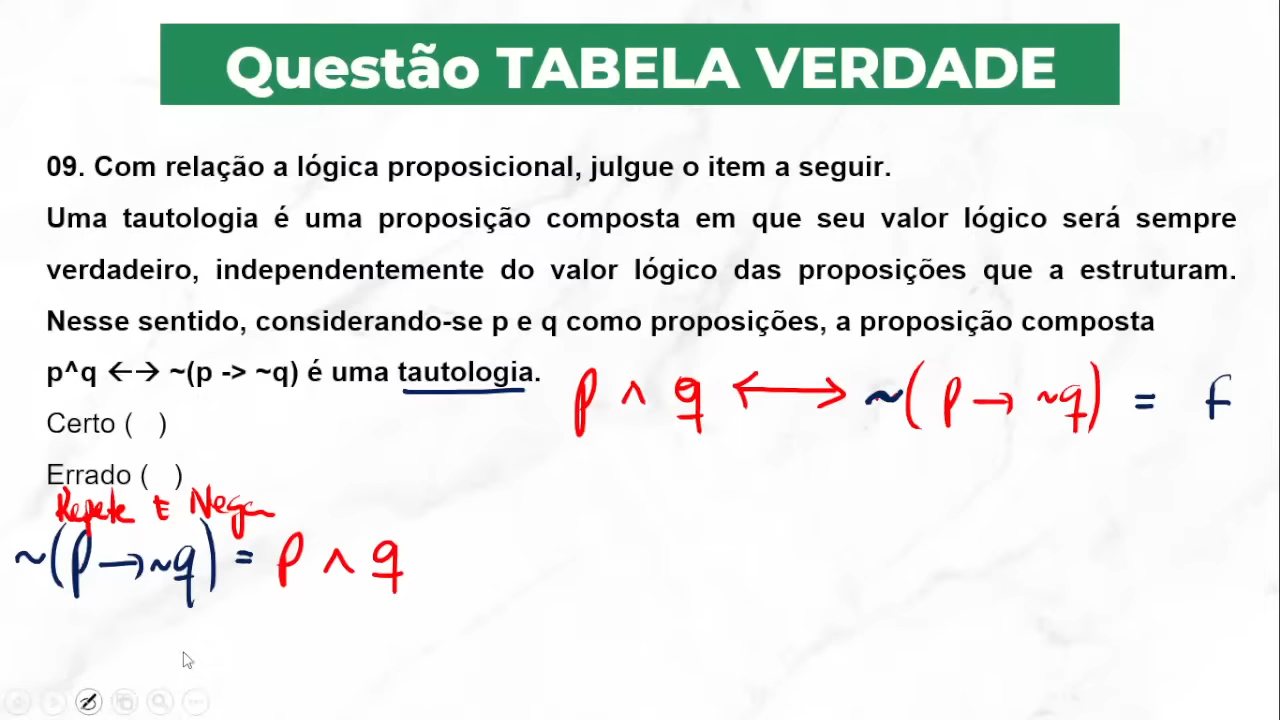 Questão TABELA VERDADE
09. Com relação a lógica proposicional, julgue o item a seguir.
Uma tautologia é uma proposição composta em que seu valor lógico será sempre
verdadeiro, independentemente do valor lógico das proposições que a estruturam.
Nesse sentido, considerando-se p e q como proposições, a proposição composta
p^q ←→ ~(p -> ~q) é uma tautologia.
p ∧ q ⟷ ~(p → ~q) = F
Certo ( )
Errado ( )
Repete E Nega
~(p → ~q) = p ∧ q